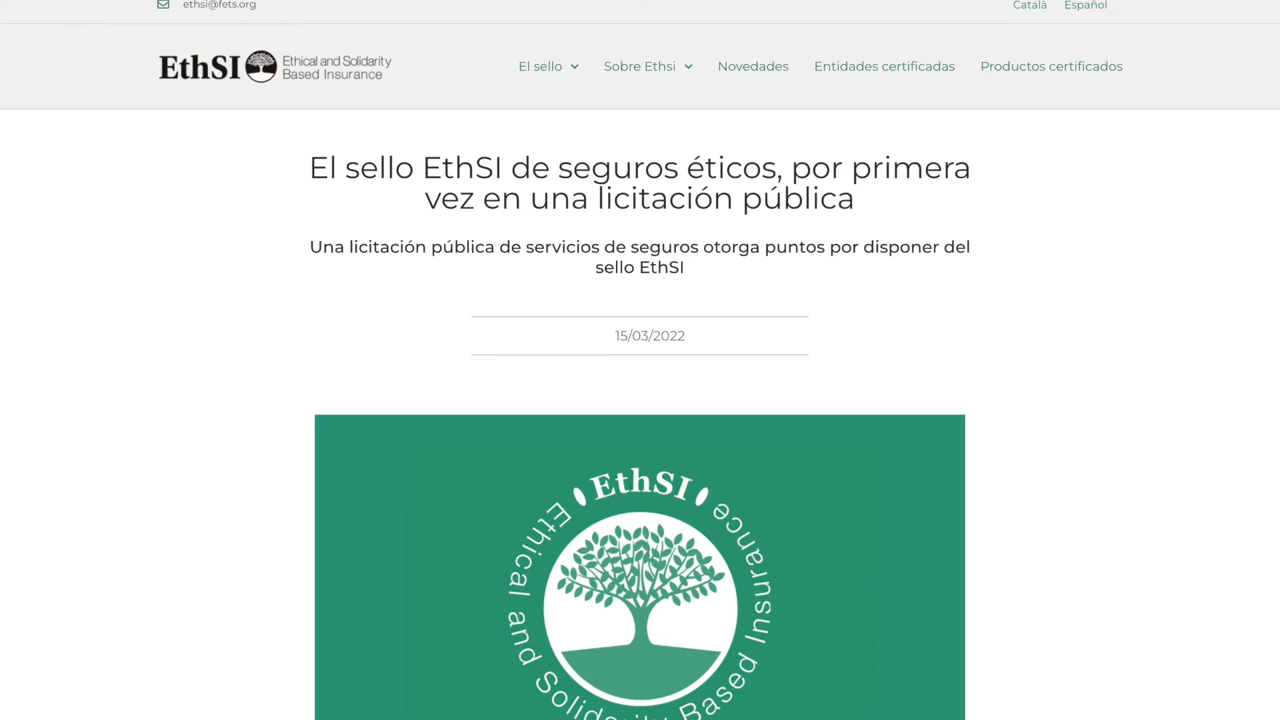 ethsi@fets.org
Català Español
EthSI Ethical and Solidarity
Based Insurance
El sello Sobre Ethsi Novedades Entidades certificadas Productos certificados
El sello EthSI de seguros éticos, por primera
vez en una licitación pública
Una licitación pública de servicios de seguros otorga puntos por disponer del
sello EthSI
15/03/2022
EthSI
Ethical and Solidarity Based Insurance